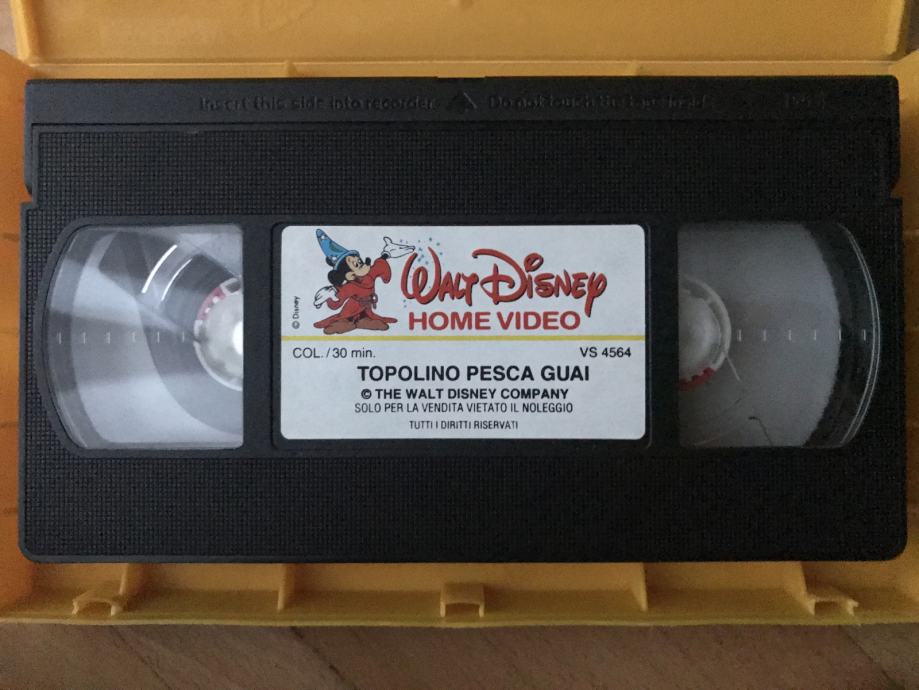 Insert this side into recorder Do not touch the tape inside
© Disney
WALT DISNEY
HOME VIDEO
COL./30 min. VS 4564
TOPOLINO PESCA GUAI
© THE WALT DISNEY COMPANY
SOLO PER LA VENDITA VIETATO IL NOLEGGIO
TUTTI I DIRITTI RISERVATI